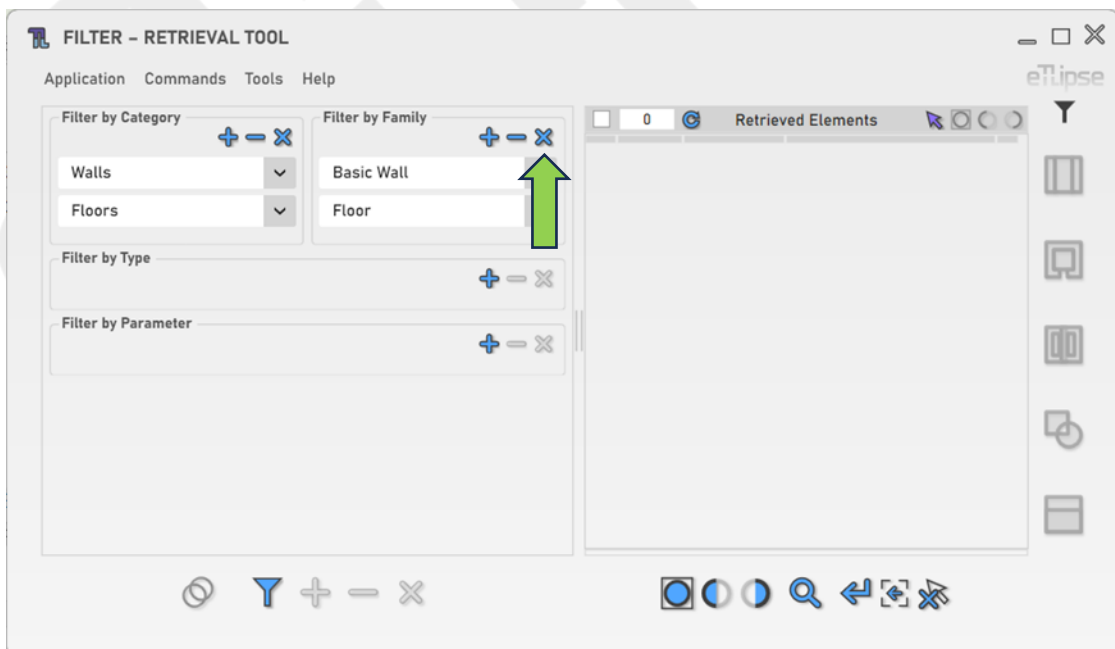 FILTER – RETRIEVAL TOOL
Application Commands Tools Help
eTLipse
Filter by Category
Filter by Family
Walls
Floors
Basic Wall
Floor
Filter by Type
Filter by Parameter
0 Retrieved Elements